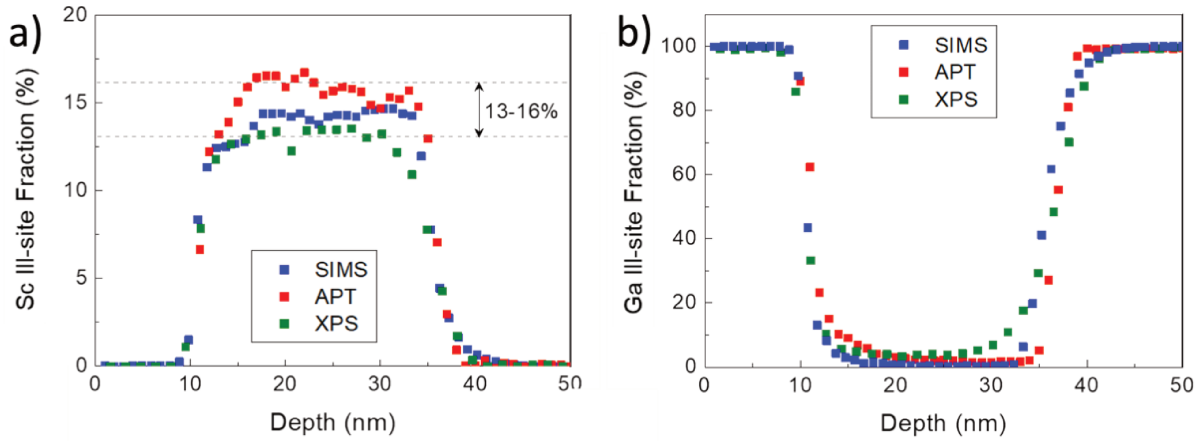 a)
Sc III-site Fraction (%)
20
15
10
5
0
13-16%
SIMS
APT
XPS
0 10 20 30 40 50
Depth (nm)
b)
Ga III-site Fraction (%)
100
80
60
40
20
0
SIMS
APT
XPS
0 10 20 30 40 50
Depth (nm)